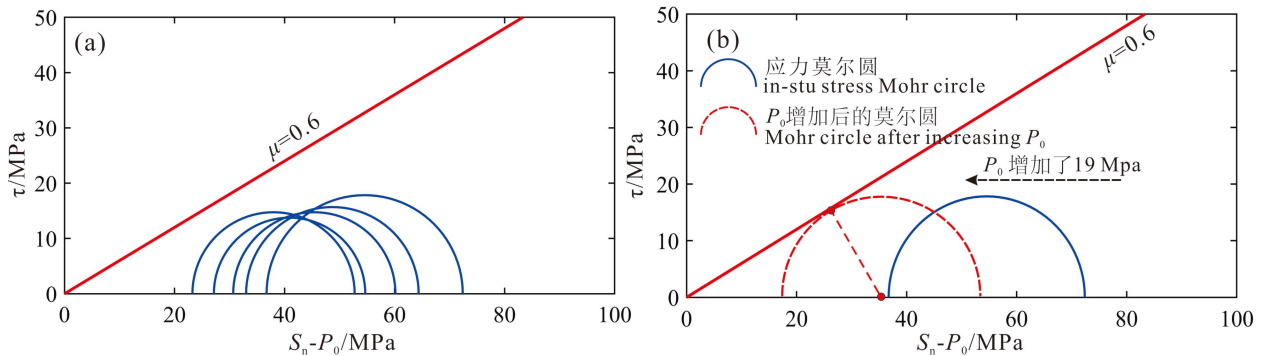 (a)
μ=0.6
50
40
30
20
10
0
τ/MPa
0 20 40 60 80 100
Sₙ-P₀/MPa
(b)
μ=0.6
应力莫尔圆
in-stu stress Mohr circle
P₀增加后的莫尔圆
Mohr circle after increasing P₀
P₀ 增加了19 Mpa
50
40
30
20
10
0
τ/MPa
0 20 40 60 80 100
Sₙ-P₀/MPa